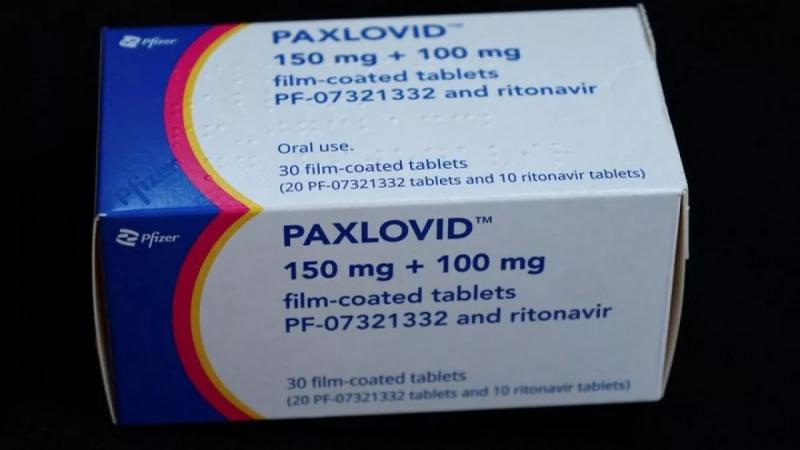 Pfizer
PAXLOVID™
150 mg + 100 mg
film-coated tablets
PF-07321332 and ritonavir
Oral use.
30 film-coated tablets
(20 PF-07321332 tablets and 10 ritonavir tablets)
Pfizer
Pfizer
PAXLOVID™
150 mg + 100 mg
film-coated tablets
PF-07321332 and ritonavir
30 film-coated tablets
(20 PF-07321332 tablets and 10 ritonavir tablets)